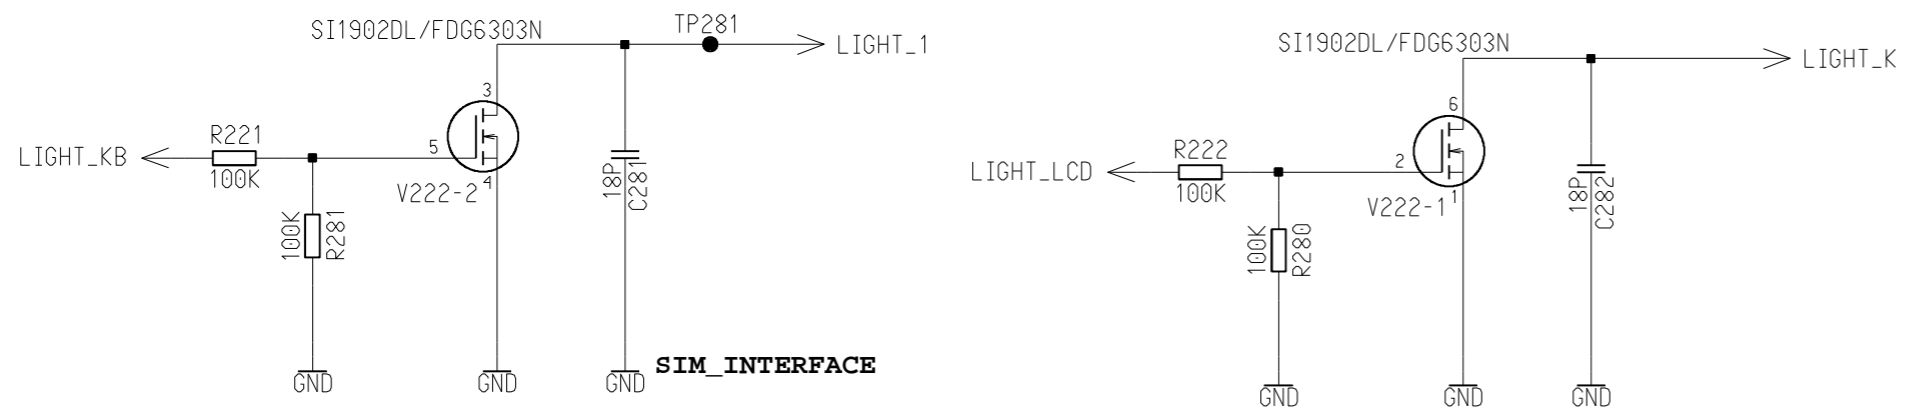 SI1902DL/FDG6303N
TP281
LIGHT_1
3
R221
LIGHT_KB
5
100K
4
V222-2
18P
C281
100K
R281
GND
GND
GND
SIM_INTERFACE
SI1902DL/FDG6303N
LIGHT_K
6
R222
LIGHT_LCD
2
100K
1
V222-1
18P
C282
100K
R280
GND
GND
GND